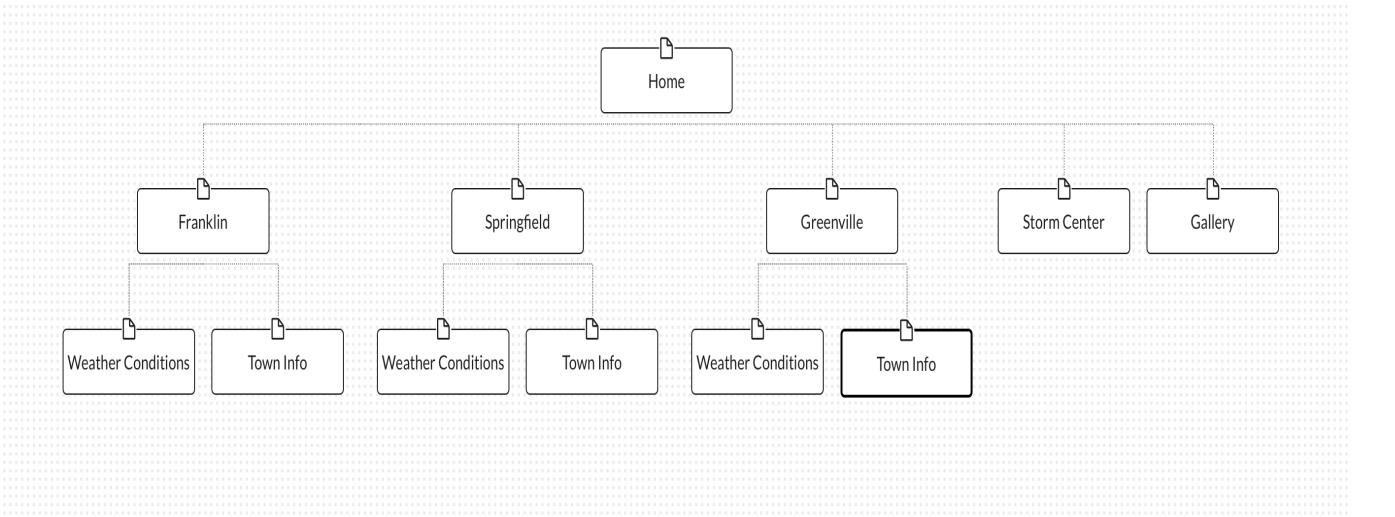 Home
Franklin
Springfield
Greenville
Storm Center
Gallery
Weather Conditions
Town Info
Weather Conditions
Town Info
Weather Conditions
Town Info